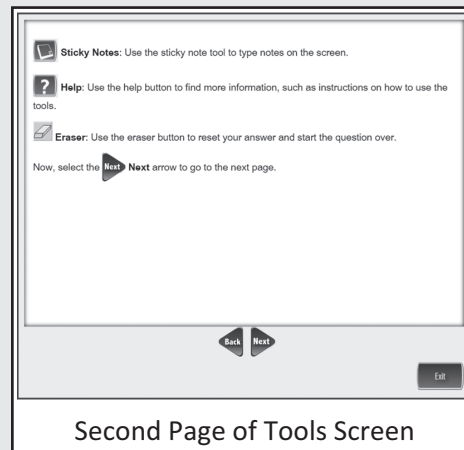 Sticky Notes: Use the sticky note tool to type notes on the screen.
? Help: Use the help button to find more information, such as instructions on how to use the
tools.
Eraser: Use the eraser button to reset your answer and start the question over.
Now, select the Next Next arrow to go to the next page.
Back Next
Exit
Second Page of Tools Screen